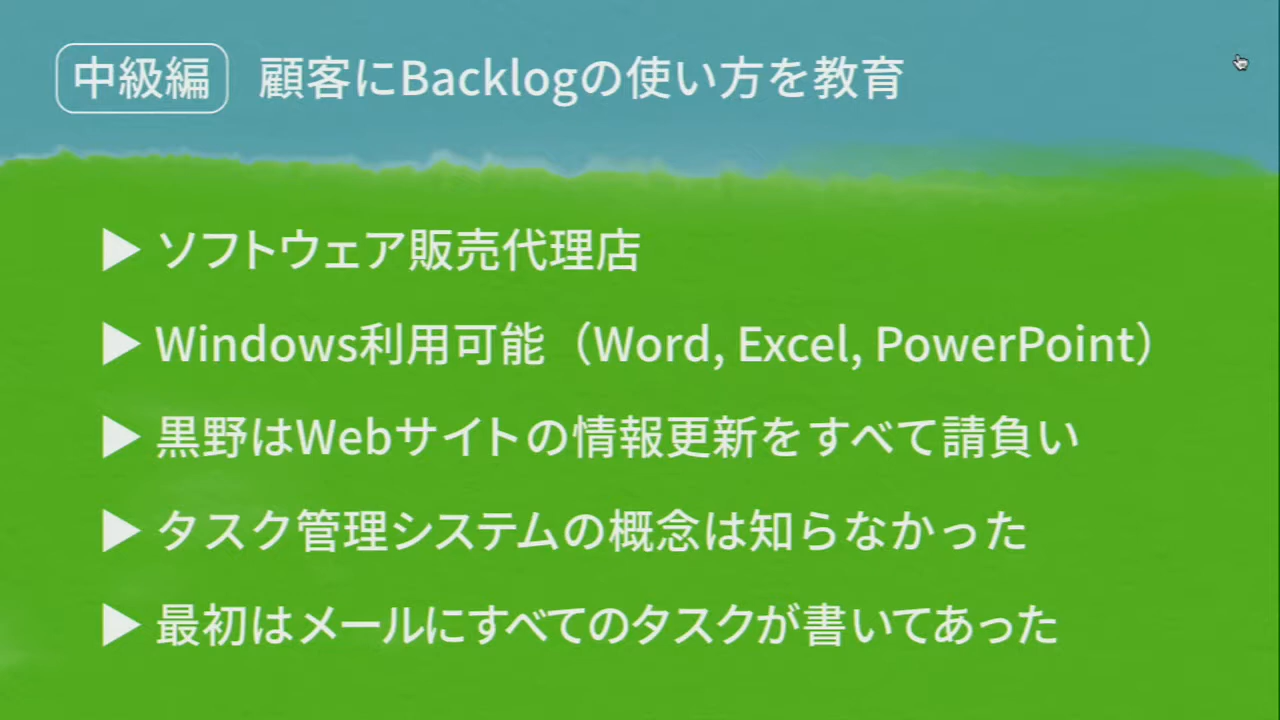 中級編 顧客にBacklogの使い方を教育
▶ ソフトウェア販売代理店
▶ Windows利用可能（Word, Excel, PowerPoint）
▶ 黒野はWebサイトの情報更新をすべて請負い
▶ タスク管理システムの概念は知らなかった
▶ 最初はメールにすべてのタスクが書いてあった